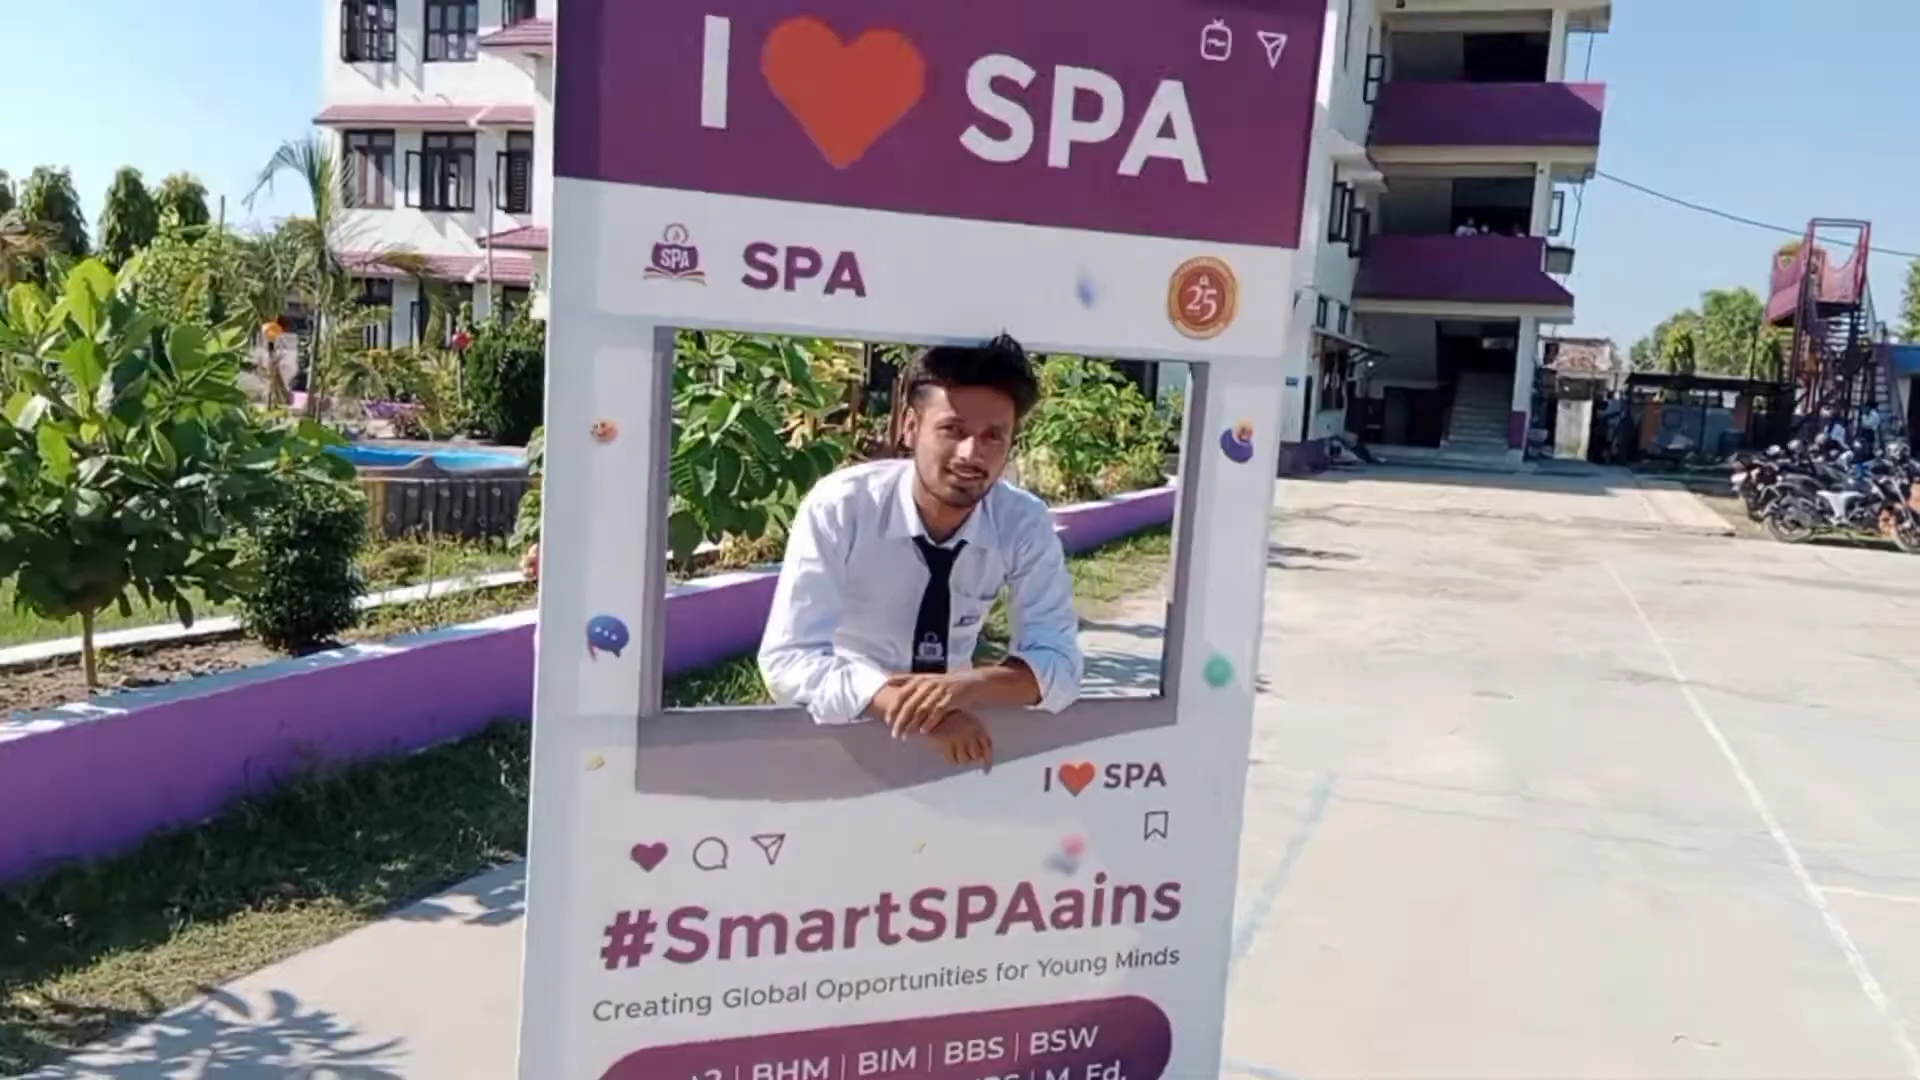 I ❤ SPA
SPA
SPA
25
I ❤ SPA
#SmartSPAains
Creating Global Opportunities for Young Minds
BHM | BIM | BBS | BSW
| M. Ed.